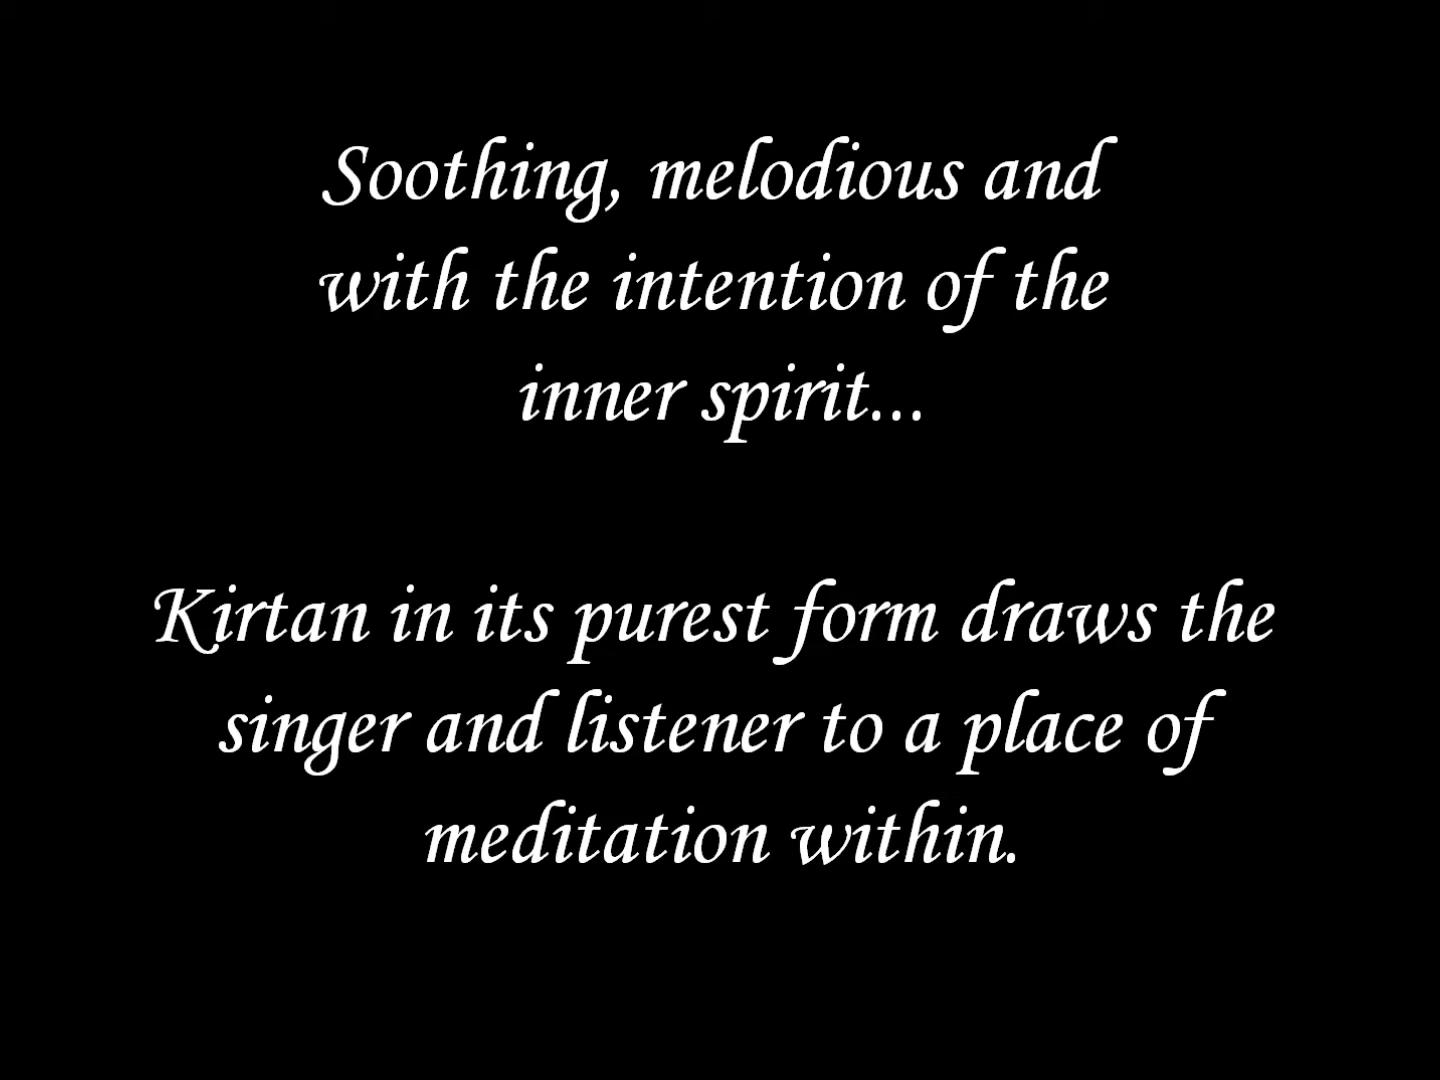 Soothing, melodious and
with the intention of the
inner spirit...
Kirtan in its purest form draws the
singer and listener to a place of
meditation within.